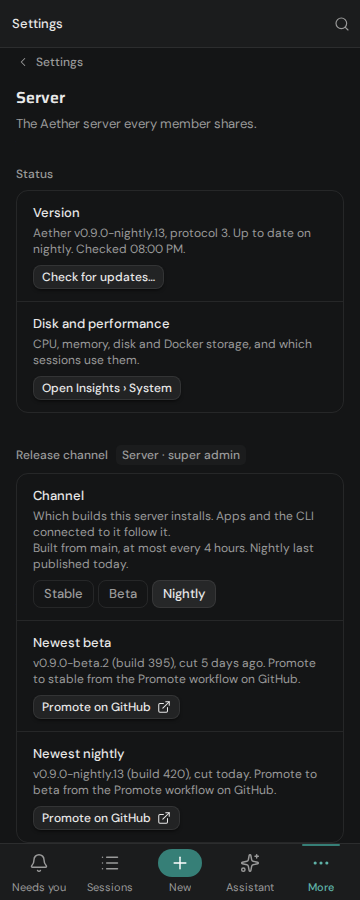 Settings
Settings
Server
The Aether server every member shares.
Status
Version
Aether v0.9.0-nightly.13, protocol 3. Up to date on
nightly. Checked 08:00 PM.
Check for updates...
Disk and performance
CPU, memory, disk and Docker storage, and which
sessions use them.
Open Insights › System
Release channel Server · super admin
Channel
Which builds this server installs. Apps and the CLI
connected to it follow it.
Built from main, at most every 4 hours. Nightly last
published today.
Stable Beta Nightly
Newest beta
v0.9.0-beta.2 (build 395), cut 5 days ago. Promote
to stable from the Promote workflow on GitHub.
Promote on GitHub
Newest nightly
v0.9.0-nightly.13 (build 420), cut today. Promote to
beta from the Promote workflow on GitHub.
Promote on GitHub
Needs you Sessions New Assistant More